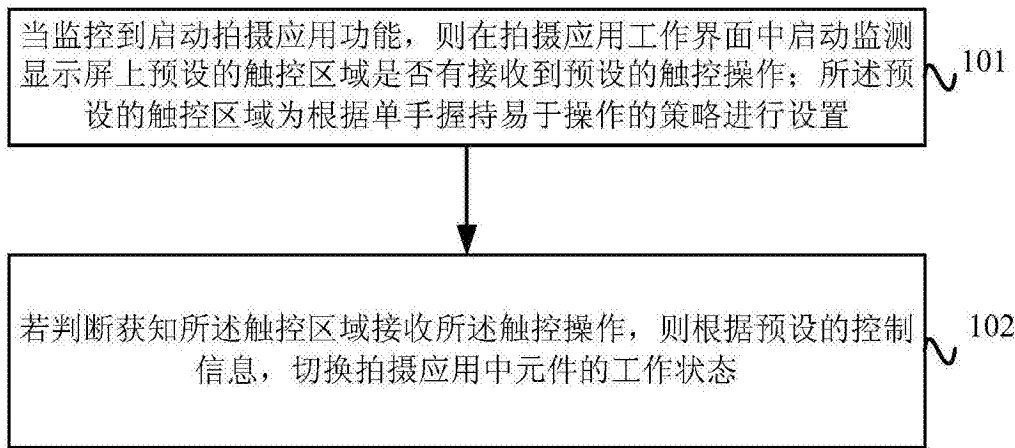 当监控到启动拍摄应用功能，则在拍摄应用工作界面中启动监测
显示屏上预设的触控区域是否有接收到预设的触控操作；所述预
设的触控区域为根据单手握持易于操作的策略进行设置
101
若判断获知所述触控区域接收所述触控操作，则根据预设的控制
信息，切换拍摄应用中元件的工作状态
102